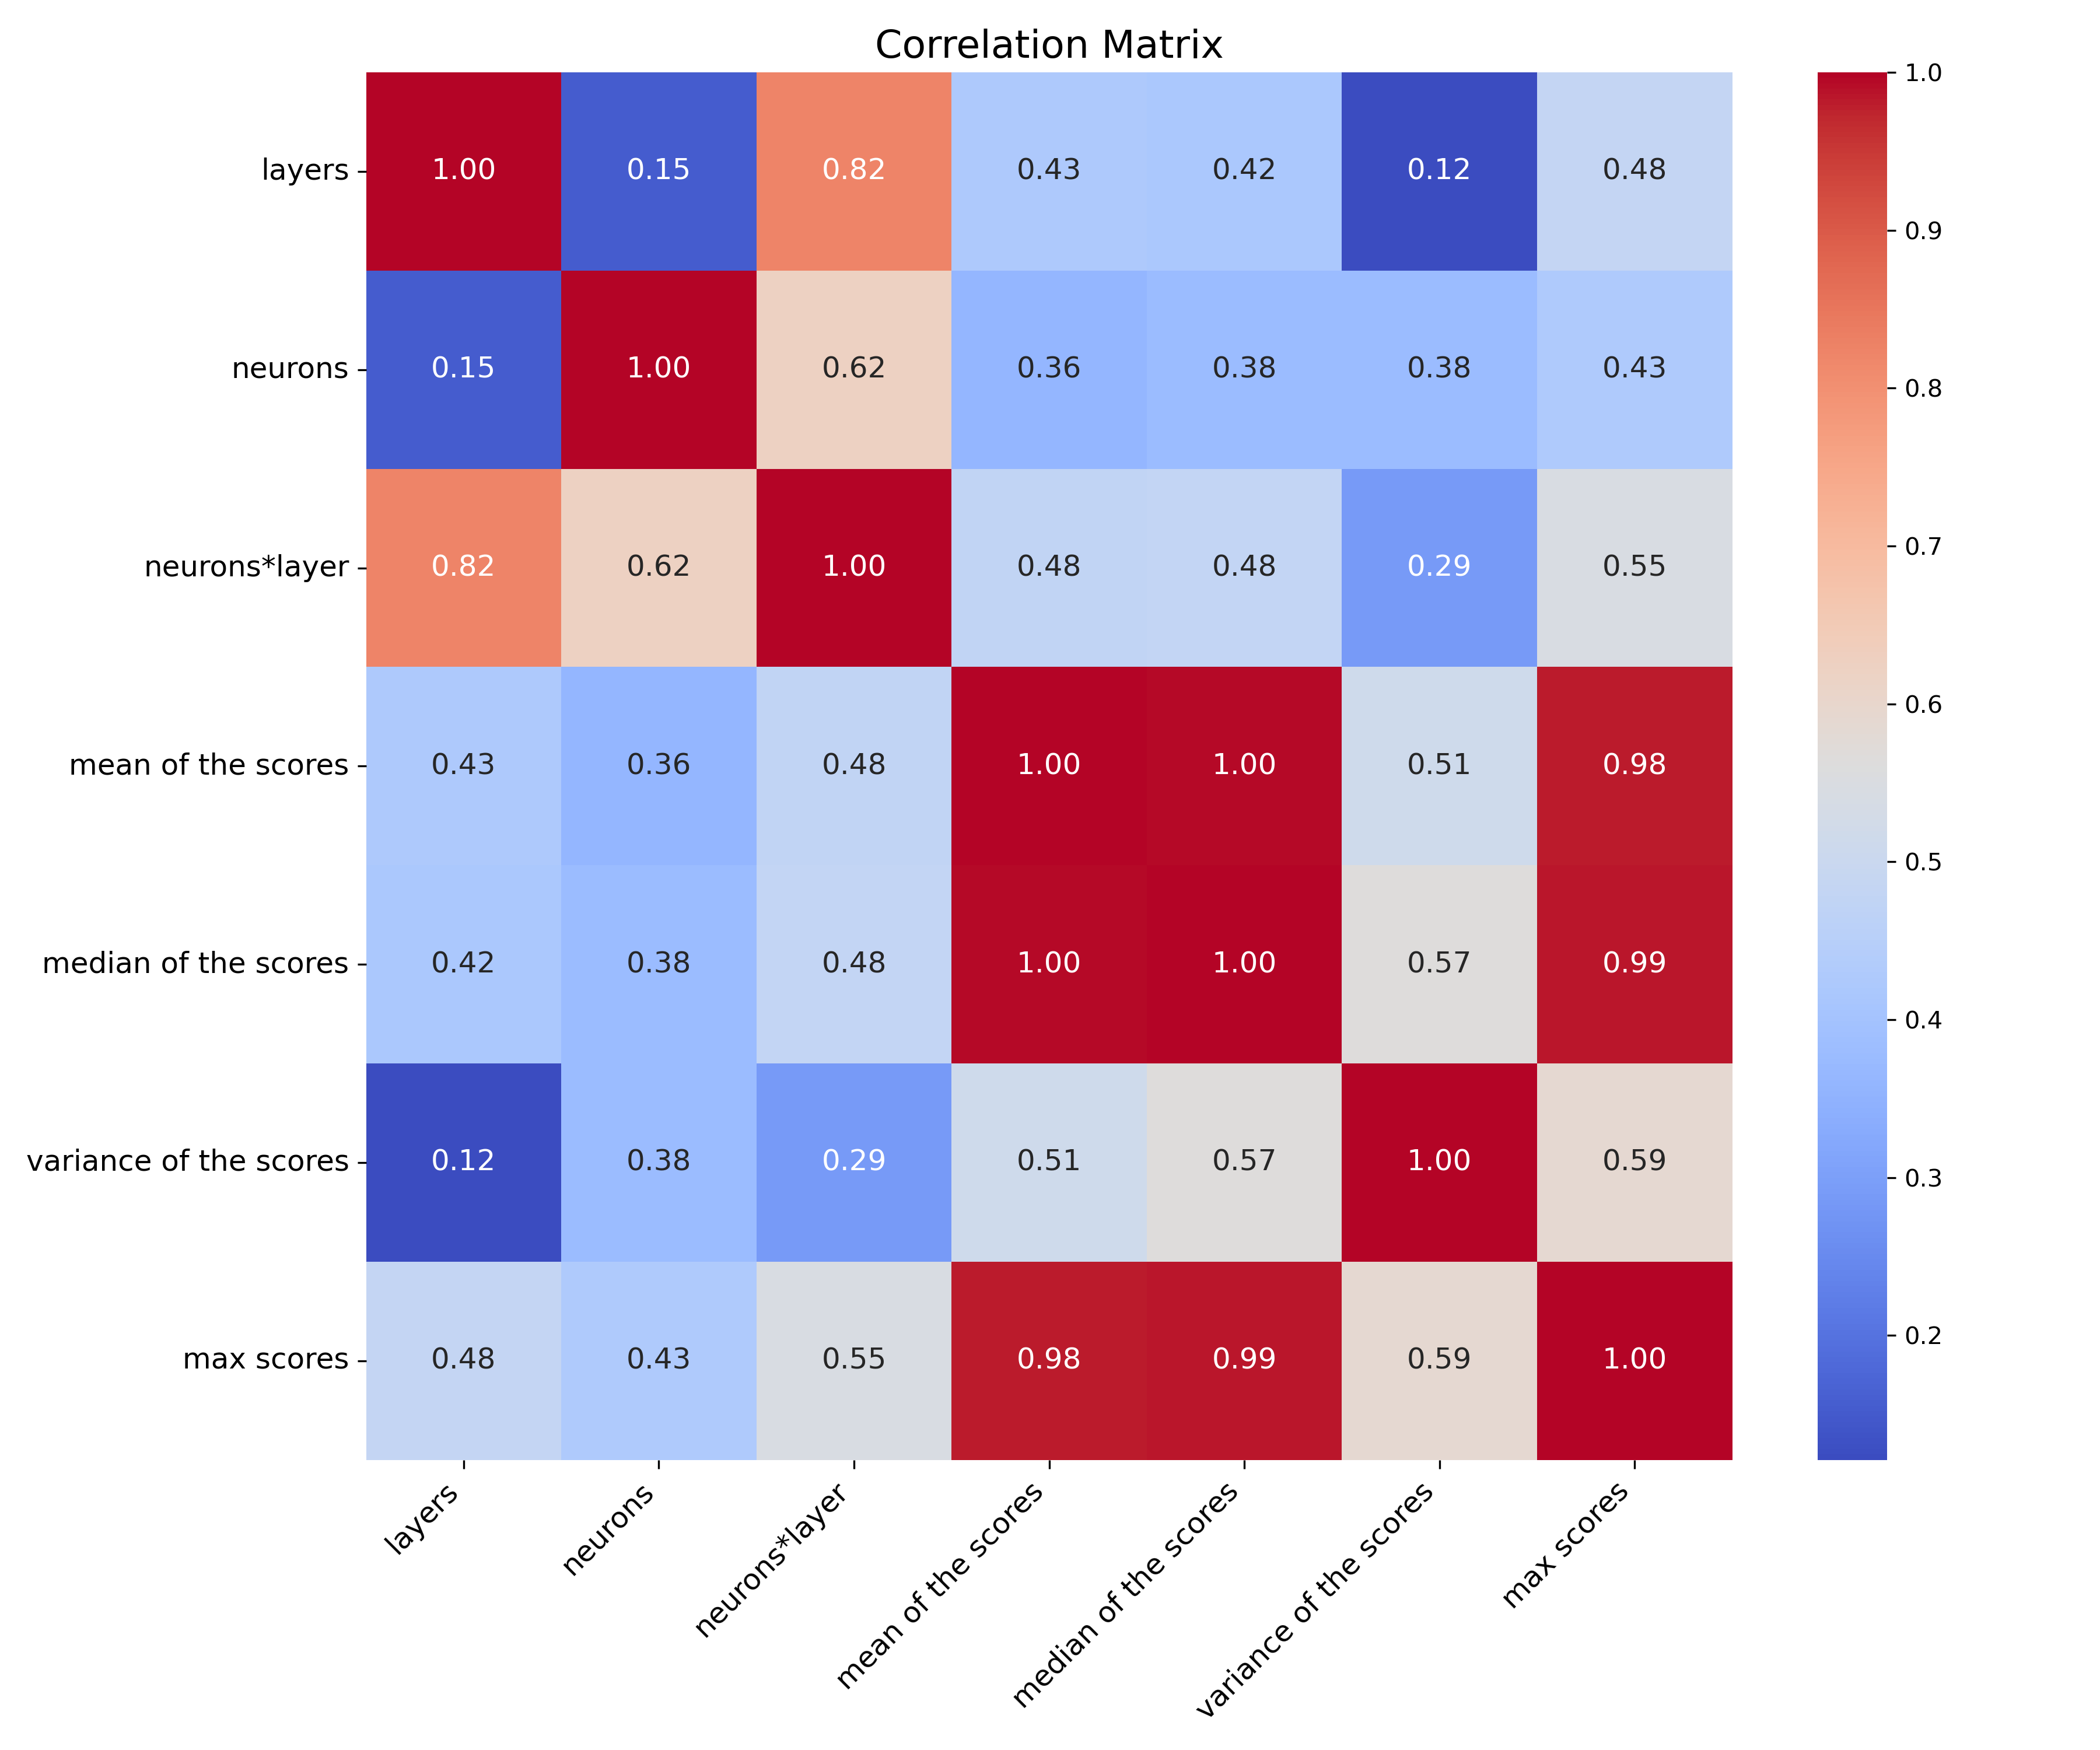 Correlation Matrix
layers 1.00 0.15 0.82 0.43 0.42 0.12 0.48
neurons 0.15 1.00 0.62 0.36 0.38 0.38 0.43
neurons*layer 0.82 0.62 1.00 0.48 0.48 0.29 0.55
mean of the scores 0.43 0.36 0.48 1.00 1.00 0.51 0.98
median of the scores 0.42 0.38 0.48 1.00 1.00 0.57 0.99
variance of the scores 0.12 0.38 0.29 0.51 0.57 1.00 0.59
max scores 0.48 0.43 0.55 0.98 0.99 0.59 1.00
layers
neurons
neurons*layer
mean of the scores
median of the scores
variance of the scores
max scores
1.0
0.9
0.8
0.7
0.6
0.5
0.4
0.3
0.2